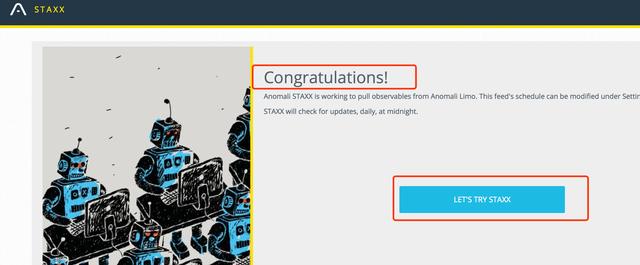 STAXX
Congratulations!
Anomali STAXX is working to pull observables from Anomali Limo. This feed's schedule can be modified under
STAXX will check for updates, daily, at midnight.
LET'S TRY STAXX